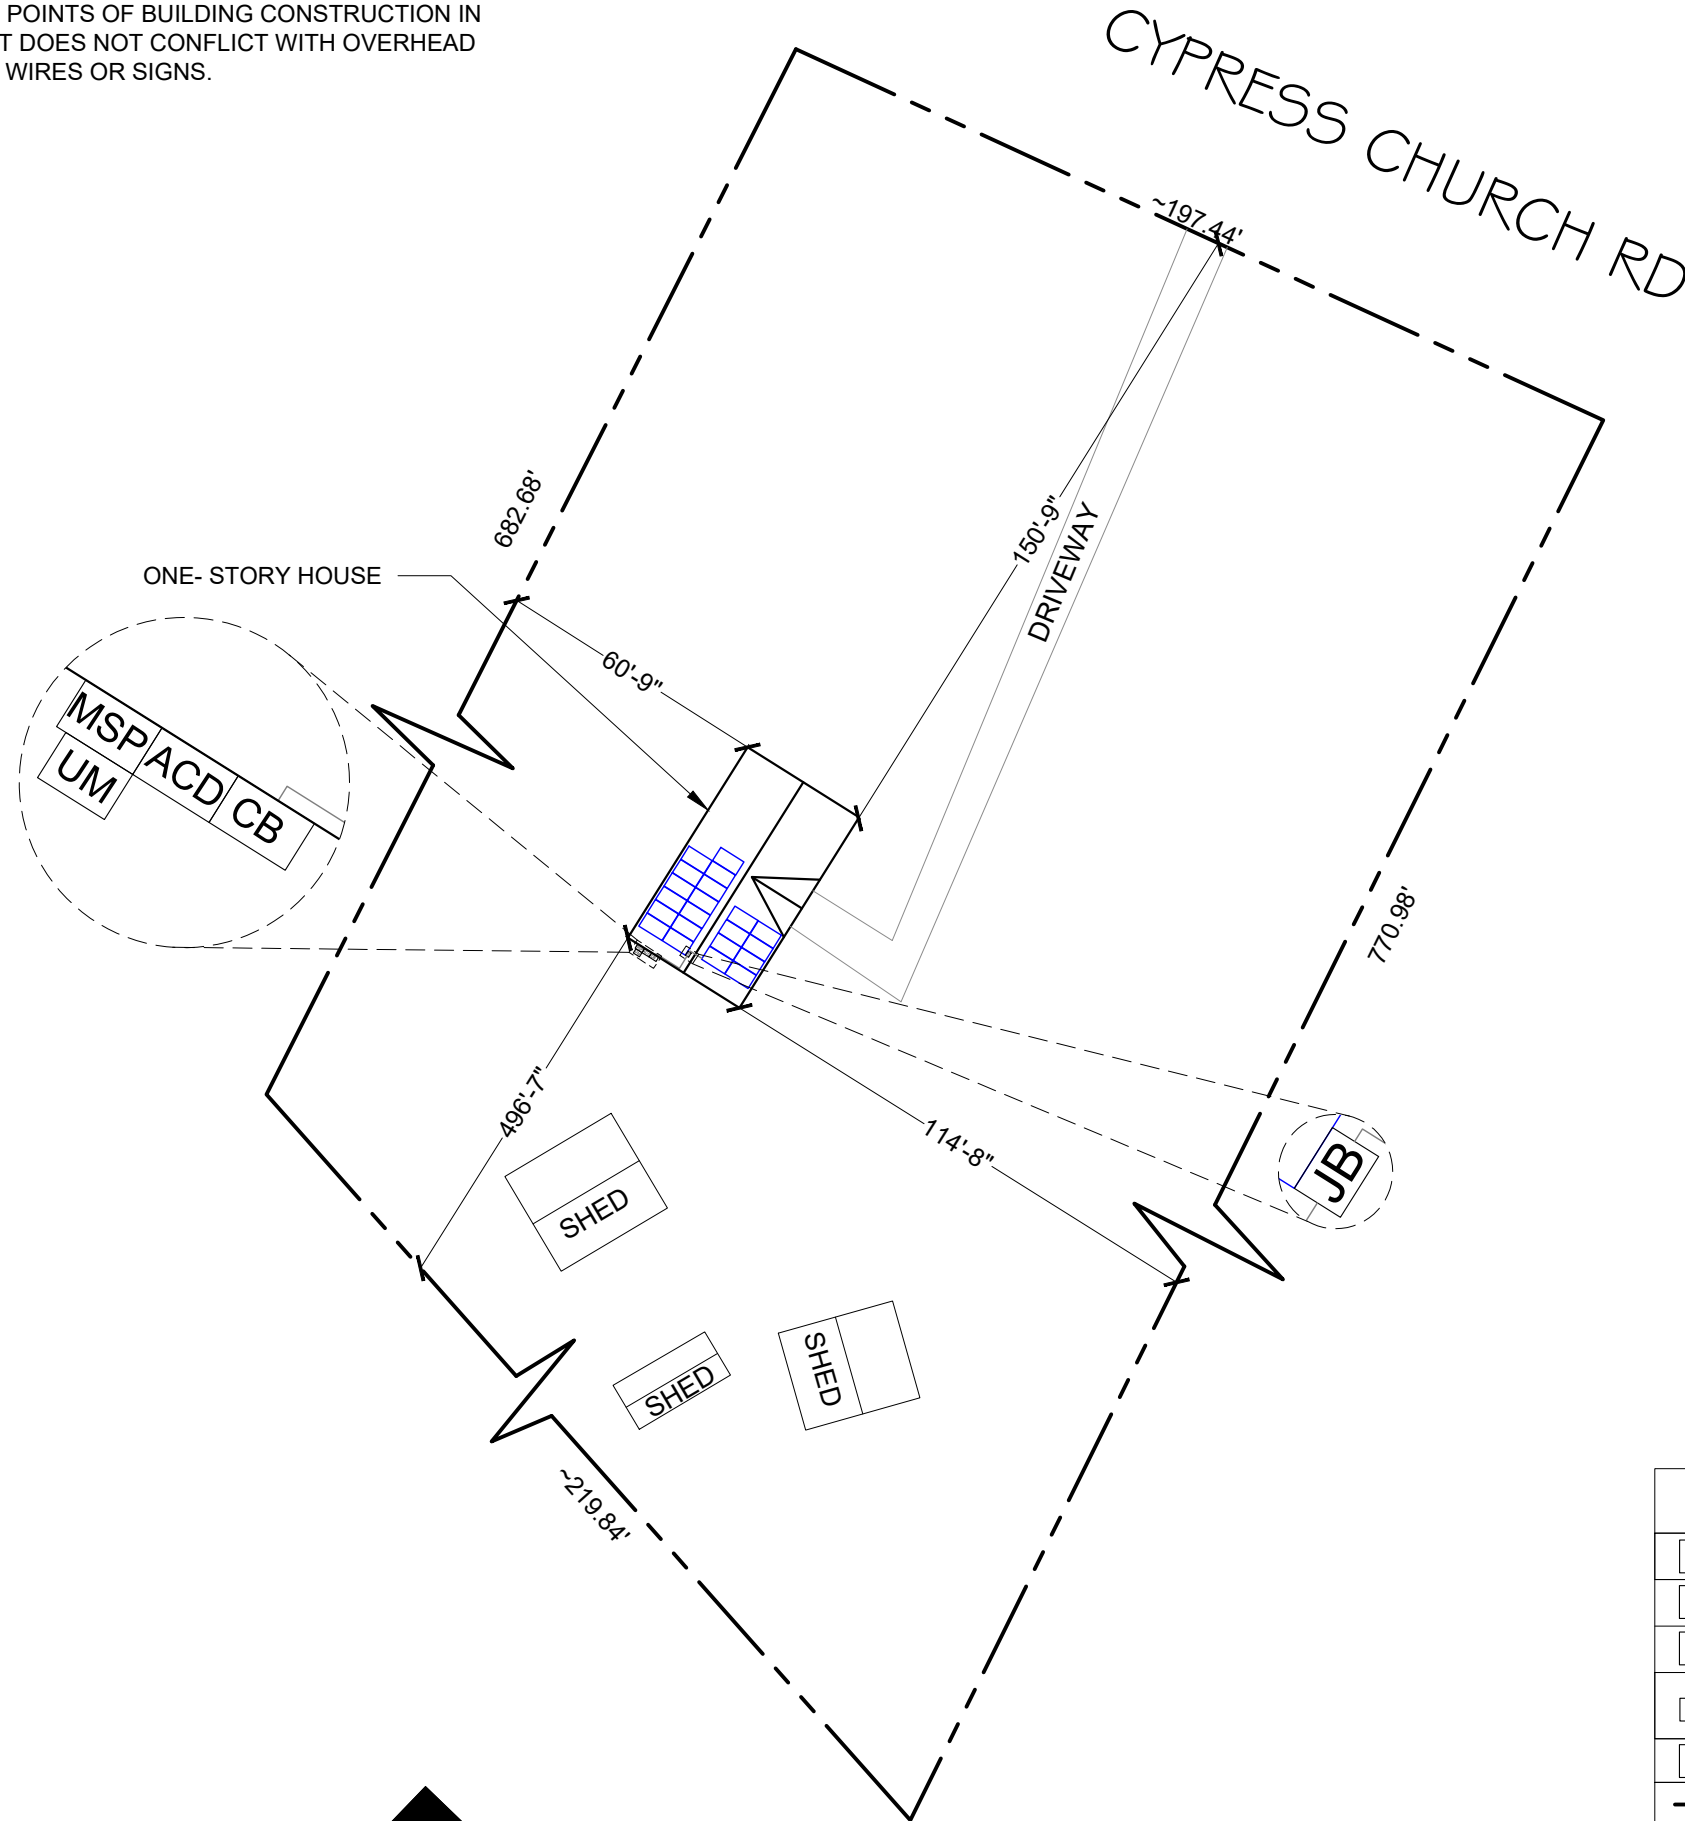 POINTS OF BUILDING CONSTRUCTION IN
T DOES NOT CONFLICT WITH OVERHEAD
WIRES OR SIGNS.
CYPRESS CHURCH RD
~197.44'
682.68'
150'-9"
DRIVEWAY
ONE- STORY HOUSE
60'-9"
MSP
ACD
CB
UM
770.98'
496'-7"
114'-8"
JB
SHED
SHED
SHED
~219.84'